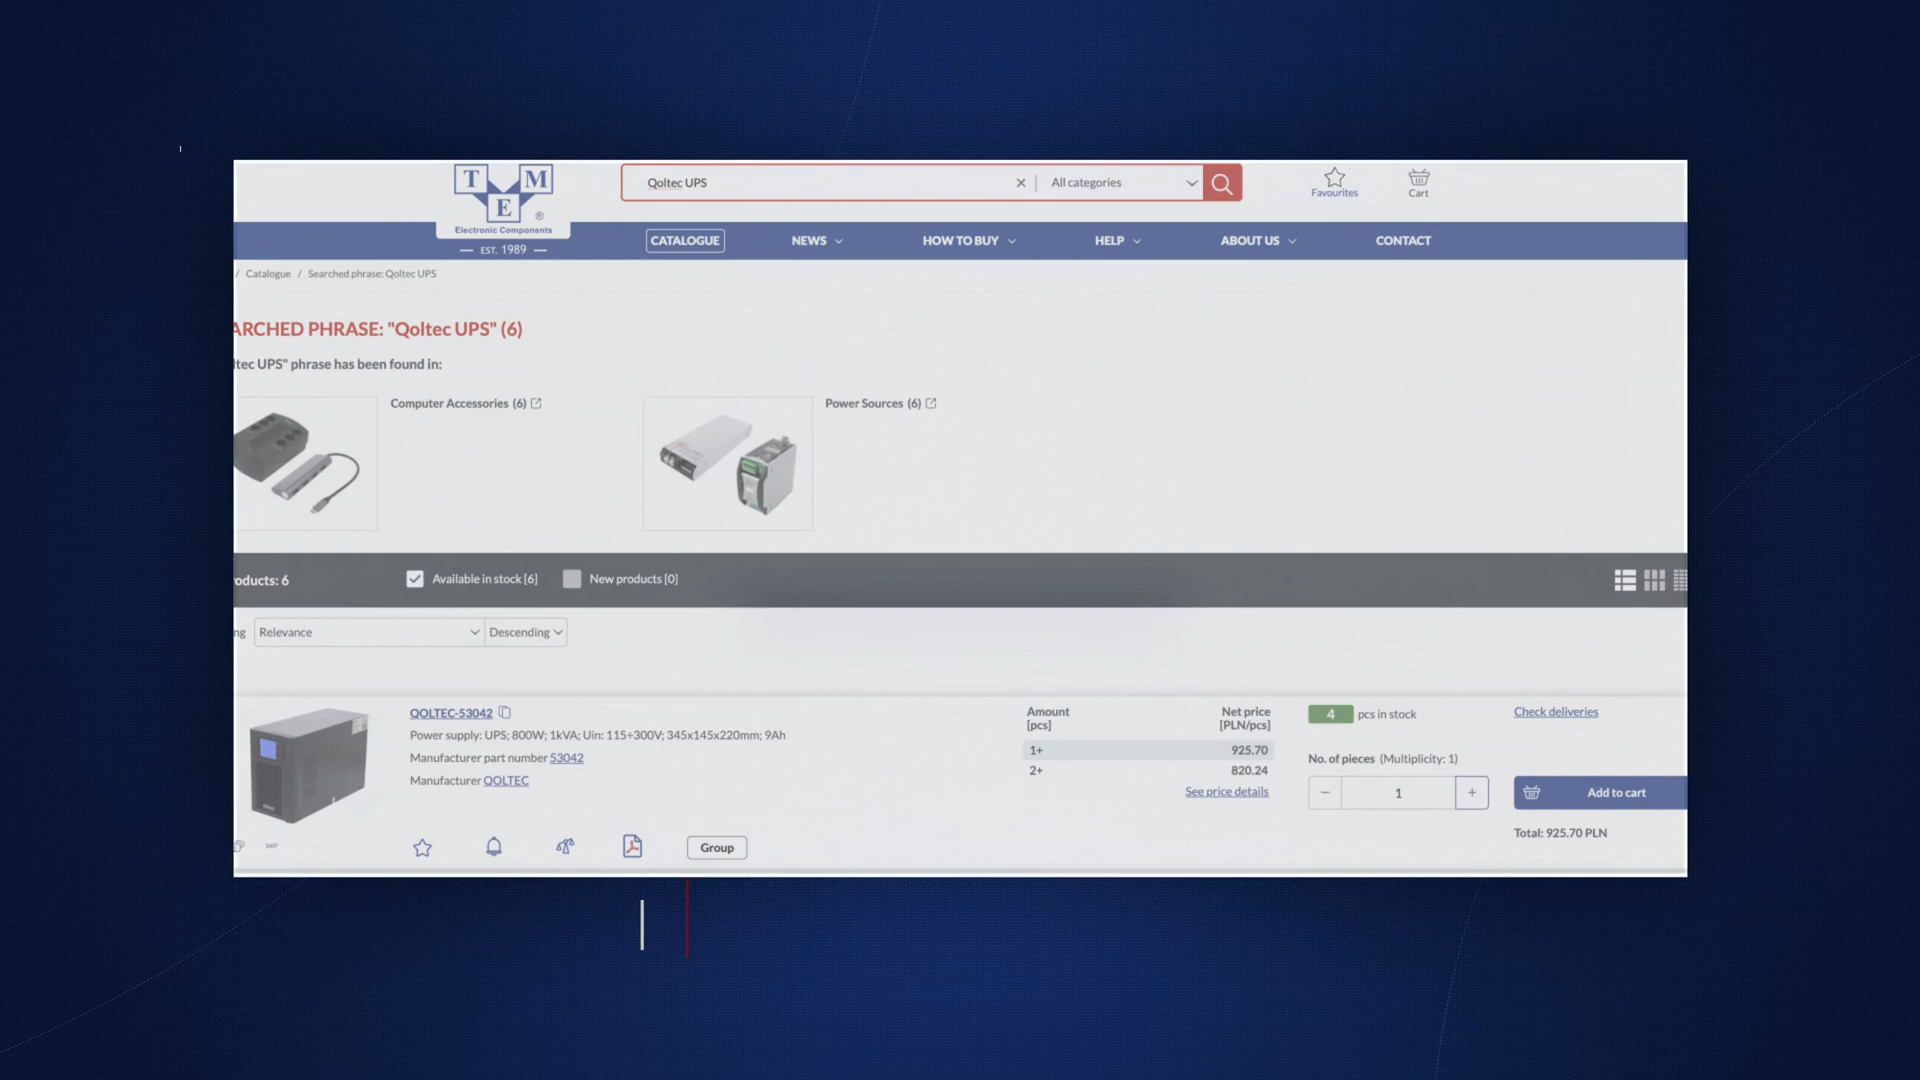 T M E ®
Electronic Components
EST. 1989
Qoltec UPS
All categories
Favourites
Cart
CATALOGUE
NEWS
HOW TO BUY
HELP
ABOUT US
CONTACT
/ Catalogue / Searched phrase: Qoltec UPS
ARCHED PHRASE: "Qoltec UPS" (6)
ltec UPS" phrase has been found in:
Computer Accessories (6)
Power Sources (6)
oducts: 6
Available in stock [6]
New products [0]
ng
Relevance
Descending
QOLTEC-53042
Power supply: UPS; 800W; 1kVA; Uin: 115÷300V; 345x145x220mm; 9Ah
Manufacturer part number 53042
Manufacturer QOLTEC
Group
Amount Net price
[pcs] [PLN/pcs]
1+ 925.70
2+ 820.24
See price details
4 pcs in stock
No. of pieces (Multiplicity: 1)
− 1 +
Check deliveries
Add to cart
Total: 925.70 PLN